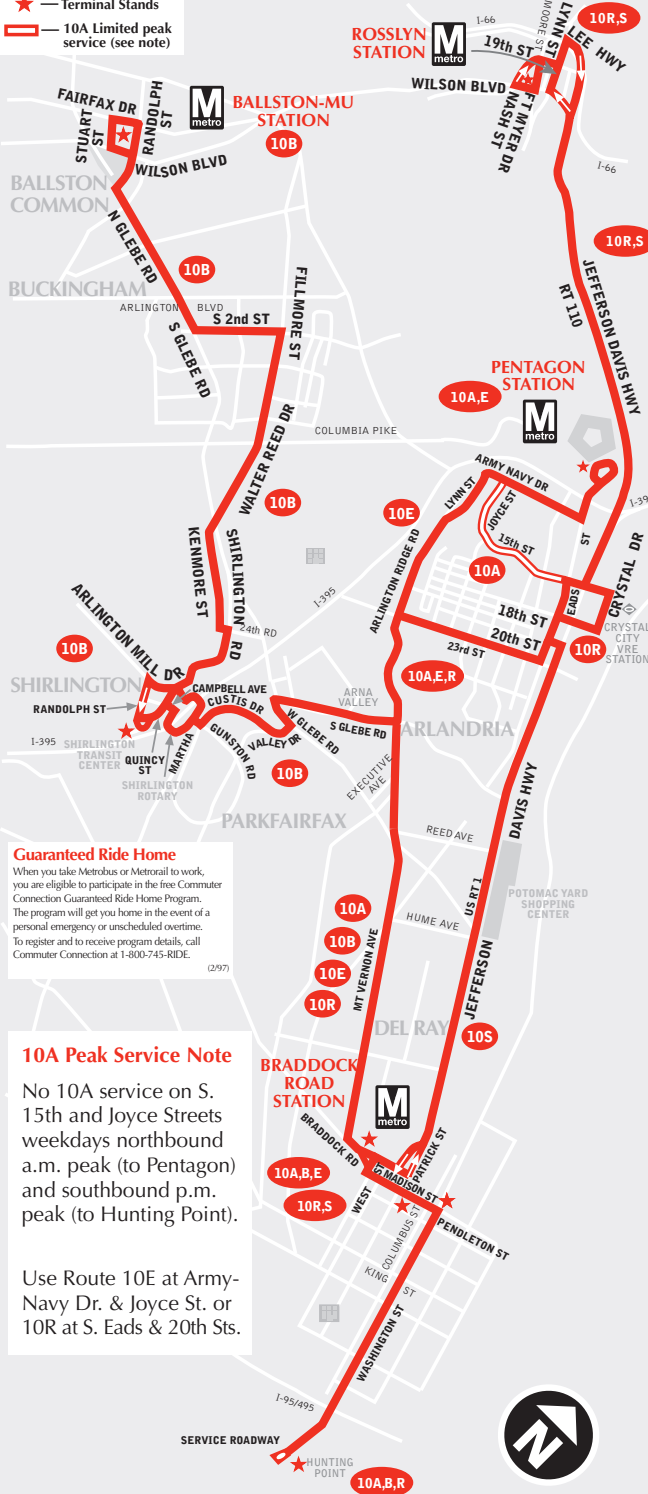 ★ — Terminal Stands
— 10A Limited peak
service (see note)
I-66
MOORE ST
LYNN ST
10R,S
LEE HWY
ROSSLYN
STATION
M
metro
19th ST
WILSON BLVD
FT MYER DR
NASH ST
I-66
FAIRFAX DR
STUART
ST
RANDOLPH
ST
M
metro
BALLSTON-MU
STATION
10B
WILSON BLVD
BALLSTON
COMMON
N GLEBE RD
10B
BUCKINGHAM
ARLINGTON BLVD
S 2nd ST
S GLEBE RD
FILLMORE ST
10R,S
JEFFERSON DAVIS HWY
RT 110
PENTAGON
STATION
10A,E
M
metro
COLUMBIA PIKE
WALTER REED DR
10B
ARMY NAVY DR
LYNN ST
JOYCE ST
15th ST
I-39
ST
10E
10A
ARLINGTON RIDGE RD
EADS
CRYSTAL DR
18th ST
20th ST
23rd ST
10R
CRYSTAL
CITY
VRE
STATION
10A,E,R
KENMORE ST
SHIRLINGTON
RD
I-395
24th RD
10B
ARLINGTON MILL DR
SHIRLINGTON
RANDOLPH ST
CAMPBELL AVE
CUSTIS DR
I-395
SHIRLINGTON
TRANSIT
CENTER
QUINCY
ST
MARTHA
SHIRLINGTON
ROTARY
GUNSTON RD
VALLEY DR
W GLEBE RD
ARNA
VALLEY
S GLEBE RD
ARLANDRIA
10B
EXECUTIVE
AVE
PARKFAIRFAX
REED AVE
DAVIS HWY
US RT 1
JEFFERSON
POTOMAC YARD
SHOPPING
CENTER
HUME AVE
Guaranteed Ride Home
When you take Metrobus or Metrorail to work,
you are eligible to participate in the free Commuter
Connection Guaranteed Ride Home Program.
The program will get you home in the event of a
personal emergency or unscheduled overtime.
To register and to receive program details, call
Commuter Connection at 1-800-745-RIDE.
(2/97)
10A
10B
10E
10R
MT VERNON AVE
DEL RAY
10S
10A Peak Service Note
No 10A service on S.
15th and Joyce Streets
weekdays northbound
a.m. peak (to Pentagon)
and southbound p.m.
peak (to Hunting Point).
Use Route 10E at Army-
Navy Dr. & Joyce St. or
10R at S. Eads & 20th Sts.
BRADDOCK
ROAD
STATION
M
metro
BRADDOCK RD
PATRICK ST
10A,B,E
10R,S
WEST
ST
MADISON ST
COLUMBUS ST
PENDLETON ST
KING ST
WASHINGTON ST
I-95/495
SERVICE ROADWAY
HUNTING
POINT
10A,B,R
N